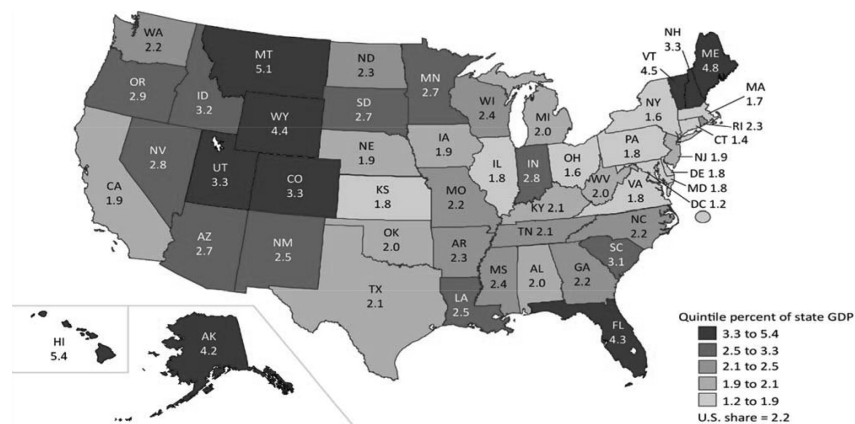 WA
2.2
OR
2.9
CA
1.9
NV
2.8
ID
3.2
MT
5.1
WY
4.4
UT
3.3
CO
3.3
AZ
2.7
NM
2.5
ND
2.3
SD
2.7
NE
1.9
KS
1.8
OK
2.0
TX
2.1
MN
2.7
IA
1.9
MO
2.2
AR
2.3
LA
2.5
WI
2.4
IL
1.8
MI
2.0
IN
2.8
OH
1.6
KY 2.1
TN 2.1
MS
2.4
AL
2.0
GA
2.2
FL
4.3
SC
3.1
NC
2.2
VA
1.8
WV
2.0
PA
1.8
NY
1.6
VT
4.5
NH
3.3
ME
4.8
MA
1.7
RI 2.3
CT 1.4
NJ 1.9
DE 1.8
MD 1.8
DC 1.2
HI
5.4
AK
4.2
Quintile percent of state GDP
3.3 to 5.4
2.5 to 3.3
2.1 to 2.5
1.9 to 2.1
1.2 to 1.9
U.S. share = 2.2